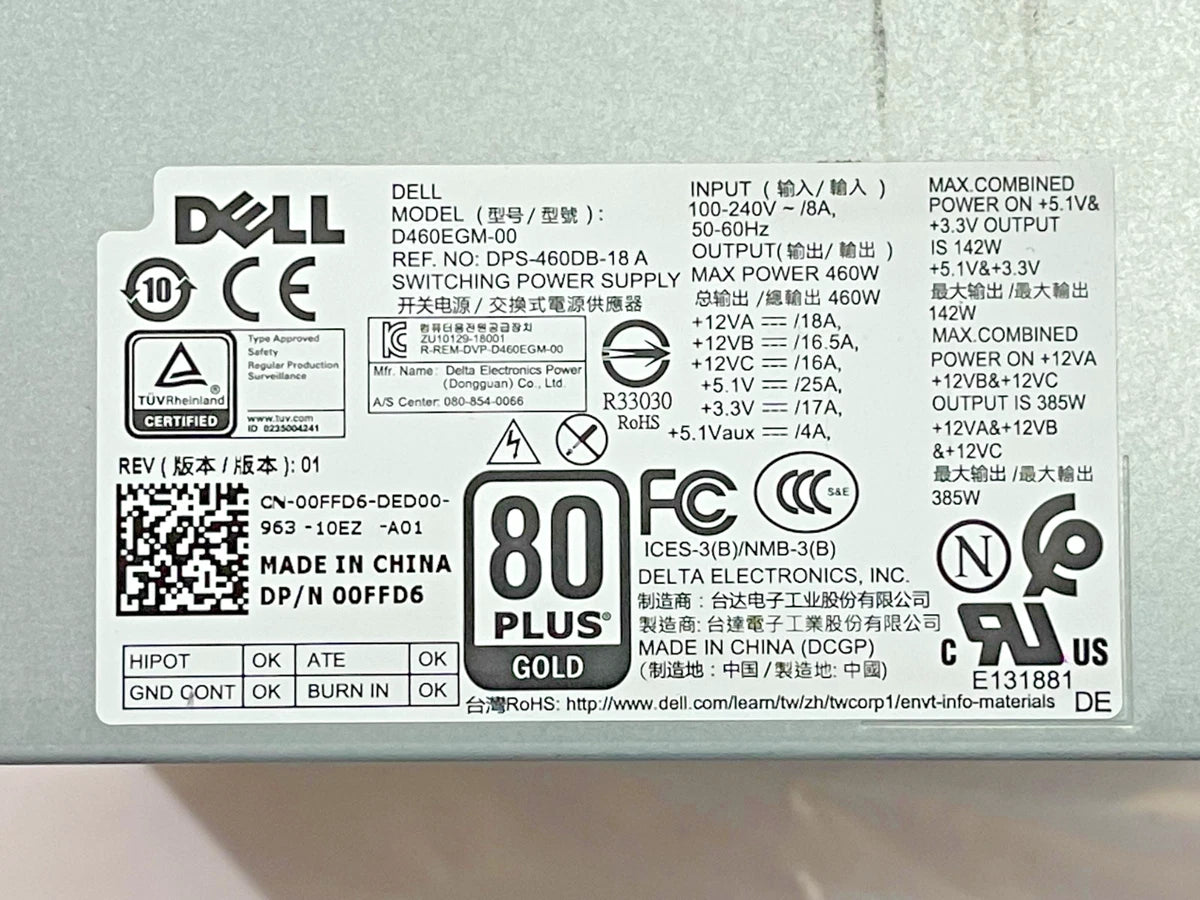 DELL
10
CE
TÜVRheinland®
CERTIFIED
Type Approved
Safety
Regular Production
Surveillance
www.tuv.com
ID 0235004241
DELL
MODEL (型号/型號):
D460EGM-00
REF. NO: DPS-460DB-18 A
SWITCHING POWER SUPPLY
开关电源 / 交換式電源供應器
컴퓨터용전원공급장치
ZU10129-18001
R-REM-DVP-D460EGM-00
Mfr. Name: Delta Electronics Power
(Dongguan) Co., Ltd.
A/S Center: 080-854-0066
R33030
RoHS
INPUT (输入/輸入)
100-240V ~ /8A,
50-60Hz
OUTPUT(输出/輸出)
MAX POWER 460W
总输出 /總輸出 460W
+12VA ⎓ /18A,
+12VB ⎓ /16.5A,
+12VC ⎓ /16A,
+5.1V ⎓ /25A,
+3.3V ⎓ /17A,
+5.1Vaux ⎓ /4A,
MAX.COMBINED
POWER ON +5.1V&
+3.3V OUTPUT
IS 142W
+5.1V&+3.3V
最大输出 /最大輸出
142W
MAX.COMBINED
POWER ON +12VA
+12VB&+12VC
OUTPUT IS 385W
+12VA&+12VB
&+12VC
最大输出 /最大輸出
385W
REV (版本/版本): 01
CN-00FFD6-DED00-
963 -10EZ -A01
MADE IN CHINA
DP/N 00FFD6
HIPOT OK ATE OK
GND CONT OK BURN IN OK
80
PLUS®
GOLD
FC
CCC S&E
N
ICES-3(B)/NMB-3(B)
DELTA ELECTRONICS, INC.
制造商：台达电子工业股份有限公司
製造商: 台達電子工業股份有限公司
MADE IN CHINA (DCGP)
(制造地：中国 / 製造地: 中國)
C RU US
E131881
台灣RoHS: http://www.dell.com/learn/tw/zh/twcorp1/envt-info-materials DE